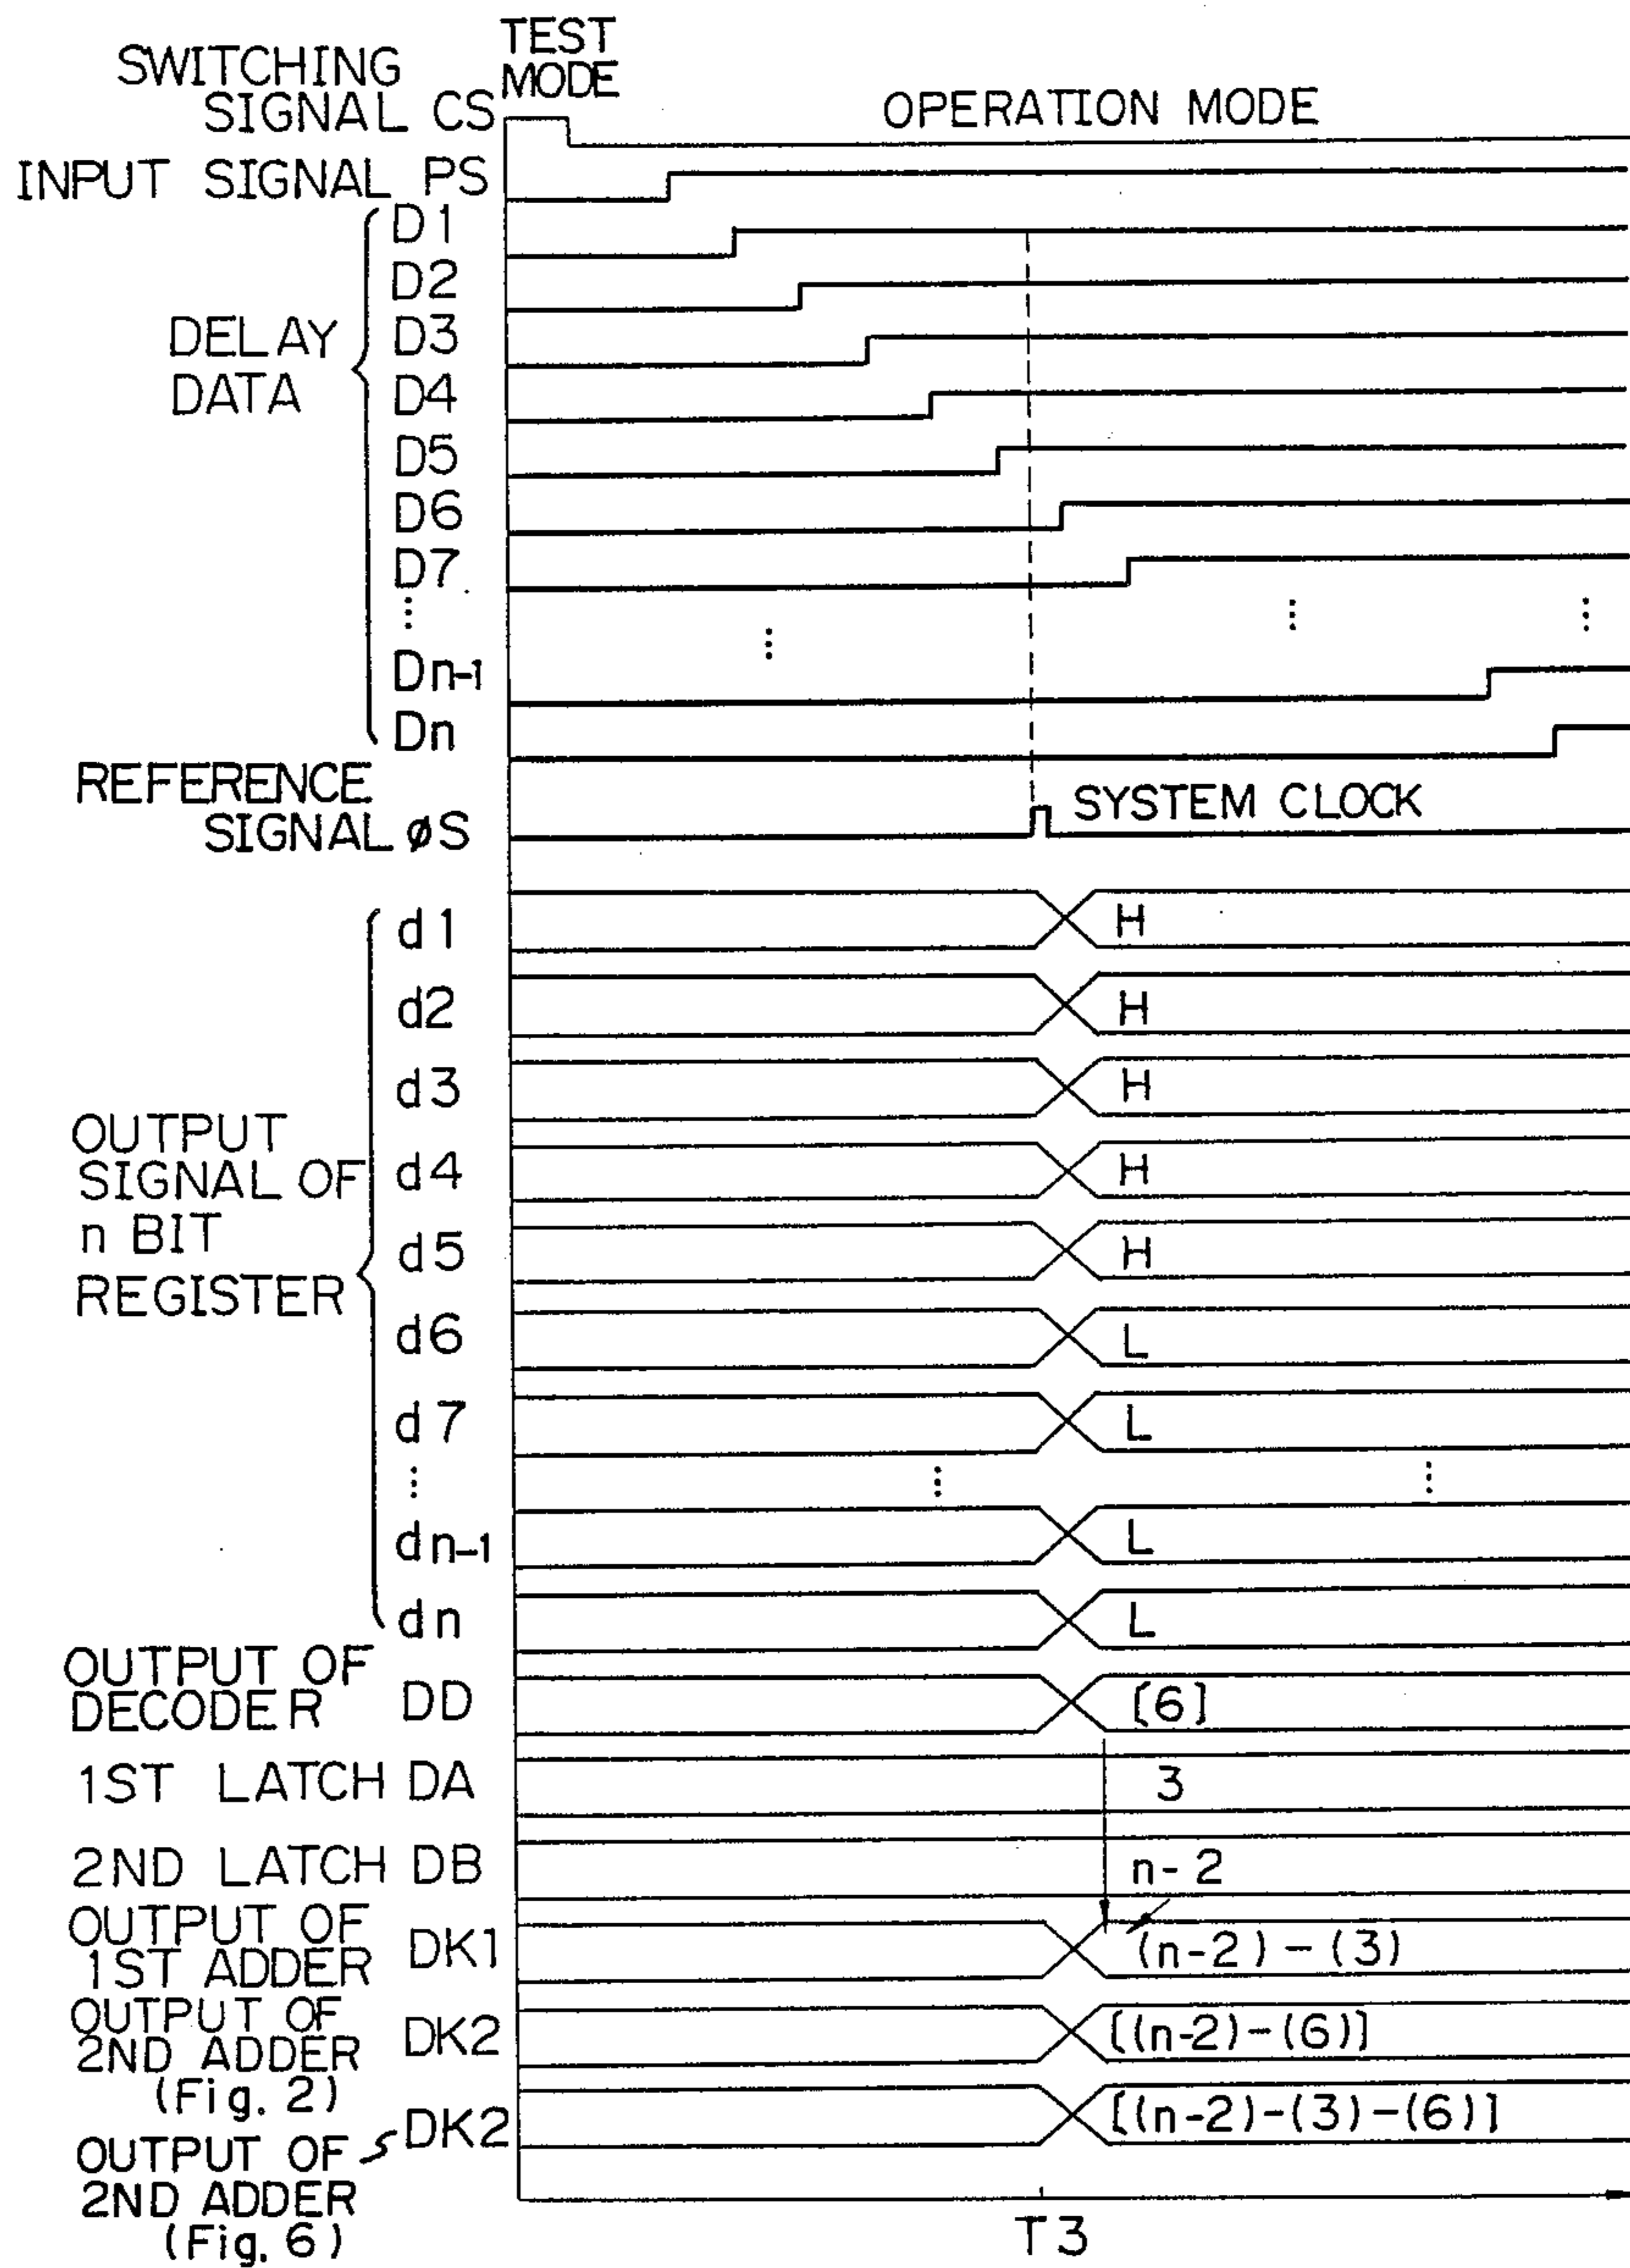 TEST
MODE
SWITCHING
SIGNAL CS
OPERATION MODE
INPUT SIGNAL PS
DELAY
DATA
D1
D2
D3
D4
D5
D6
D7
⋮
Dn-1
Dn
REFERENCE
SIGNAL øS
SYSTEM CLOCK
OUTPUT
SIGNAL OF
n BIT
REGISTER
d1 H
d2 H
d3 H
d4 H
d5 H
d6 L
d7 L
⋮
dn-1 L
dn L
OUTPUT OF
DECODER DD [6]
1ST LATCH DA 3
2ND LATCH DB n-2
OUTPUT OF
1ST ADDER DK1 (n-2)-(3)
OUTPUT OF
2ND ADDER DK2 [(n-2)-(6)]
(Fig. 2)
DK2 [(n-2)-(3)-(6)]
OUTPUT OF
2ND ADDER
(Fig. 6)
T3